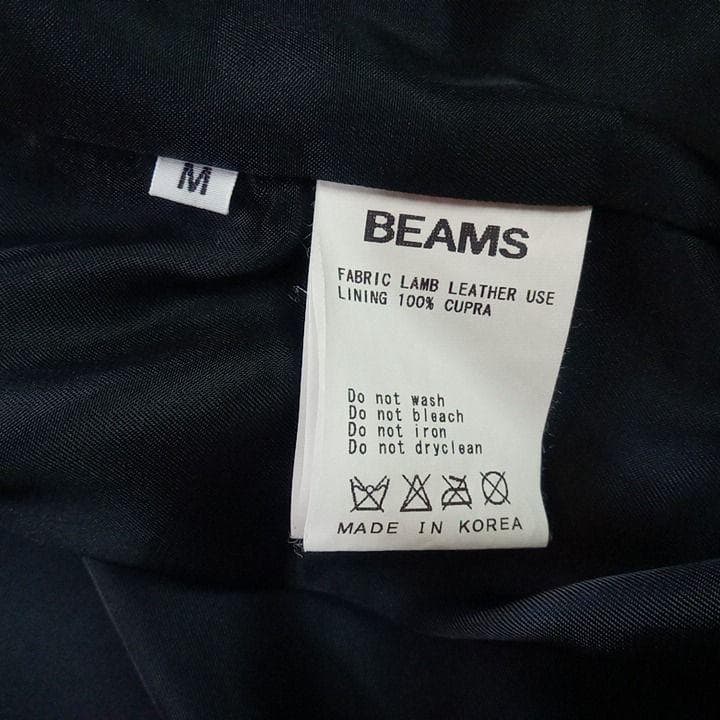 M
BEAMS
FABRIC LAMB LEATHER USE
LINING 100% CUPRA
Do not wash
Do not bleach
Do not iron
Do not dryclean
MADE IN KOREA